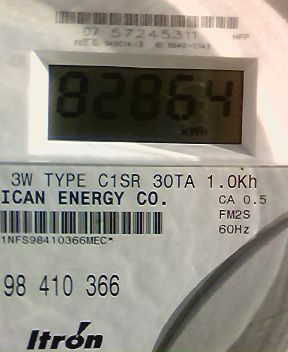 07 57245311 HPP
82864
kWh
3W TYPE C1SR 30TA 1.0Kh
ICAN ENERGY CO. CA 0.5
FM2S
1NFS98410366MEC* 60Hz
98 410 366
Itron